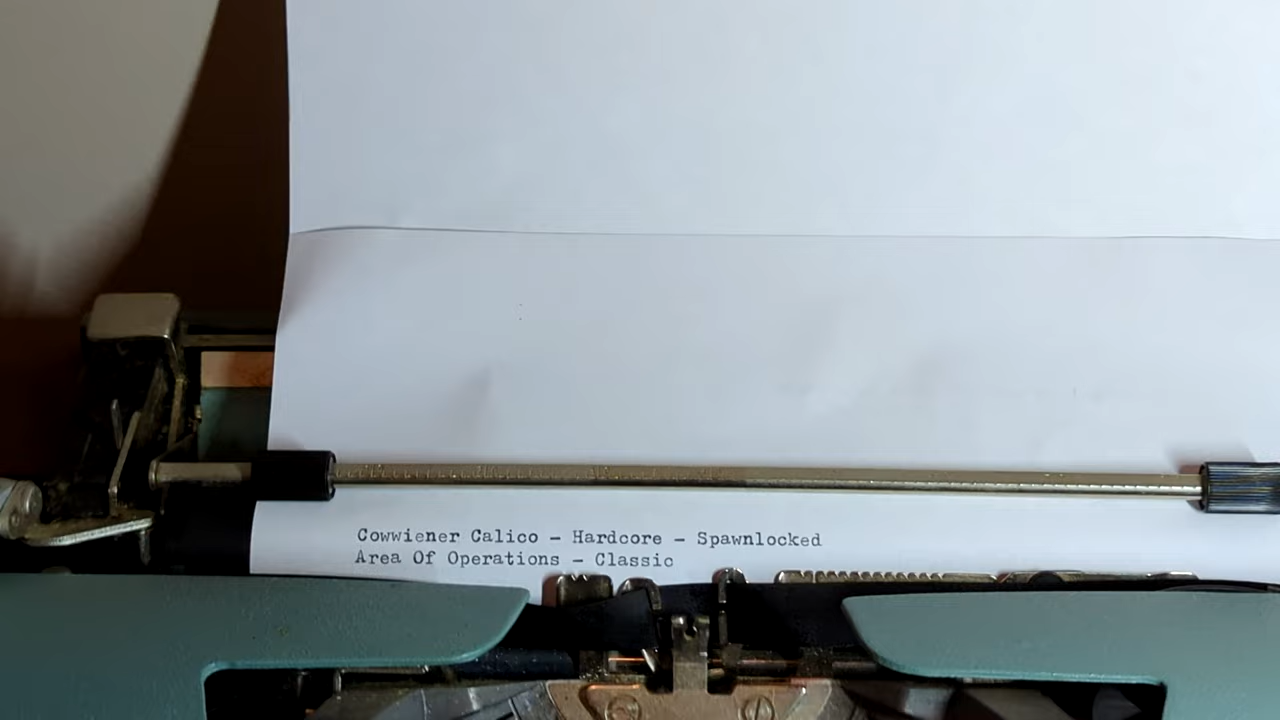 Cowwiener Calico - Hardcore - Spawnlocked
Area Of Operations - Classic